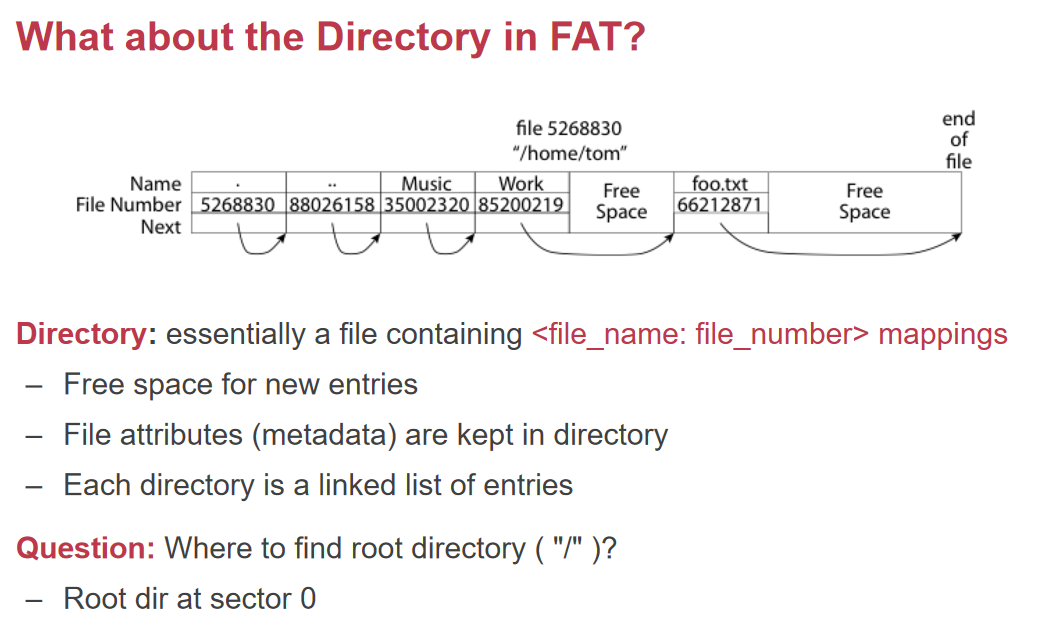 What about the Directory in FAT?
file 5268830
"/home/tom"
end
of
file
Name . .. Music Work Free Space foo.txt Free Space
File Number 5268830 88026158 35002320 85200219 66212871
Next
Directory: essentially a file containing <file_name: file_number> mappings
– Free space for new entries
– File attributes (metadata) are kept in directory
– Each directory is a linked list of entries
Question: Where to find root directory ( "/" )?
– Root dir at sector 0